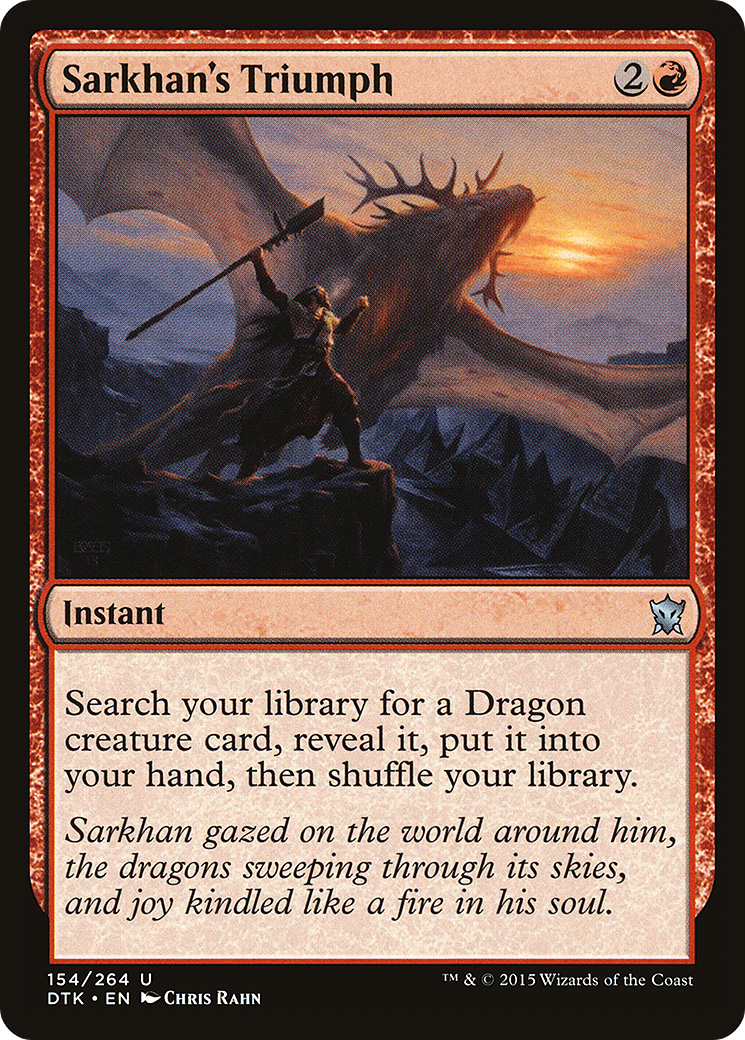 Sarkhan's Triumph 2
Instant
Search your library for a Dragon
creature card, reveal it, put it into
your hand, then shuffle your library.
Sarkhan gazed on the world around him,
the dragons sweeping through its skies,
and joy kindled like a fire in his soul.
154/264 U
DTK • EN Chris Rahn
™ & © 2015 Wizards of the Coast